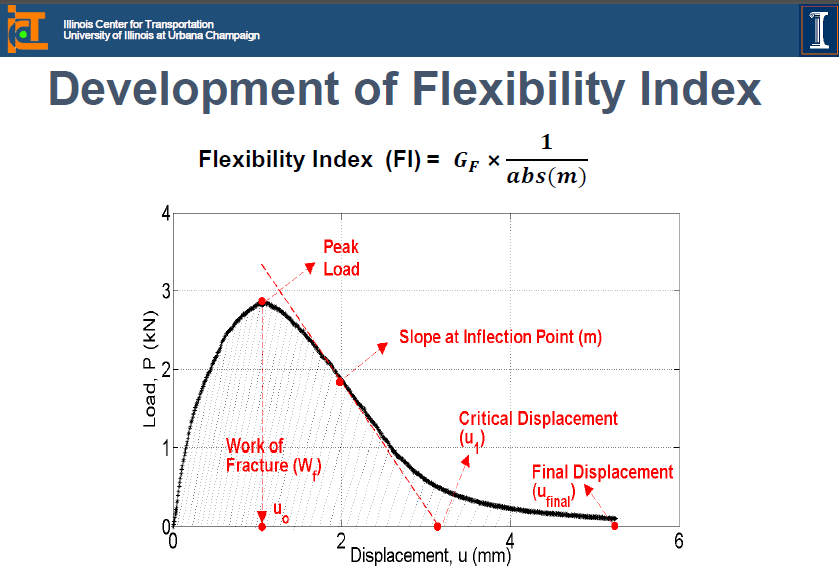 Illinois Center for Transportation
University of Illinois at Urbana Champaign
Development of Flexibility Index
Flexibility Index (FI) = G_F × 1/abs(m)
4
Peak
Load
3
Slope at Inflection Point (m)
Load, P (kN)
2
Critical Displacement
(u_1)
1
Work of
Fracture (W_f)
Final Displacement
(u_final)
u_o
0
0
2
4
6
Displacement, u (mm)